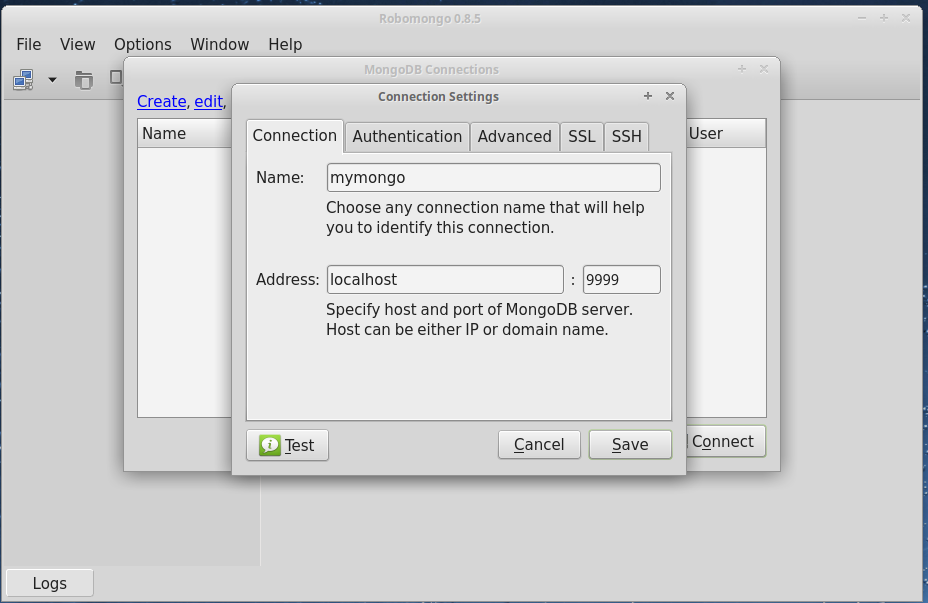 Robomongo 0.8.5
File View Options Window Help
MongoDB Connections
Create, edit,
Name
User
Connection Settings
Connection Authentication Advanced SSL SSH
Name: mymongo
Choose any connection name that will help
you to identify this connection.
Address: localhost : 9999
Specify host and port of MongoDB server.
Host can be either IP or domain name.
Test Cancel Save
Connect
Logs